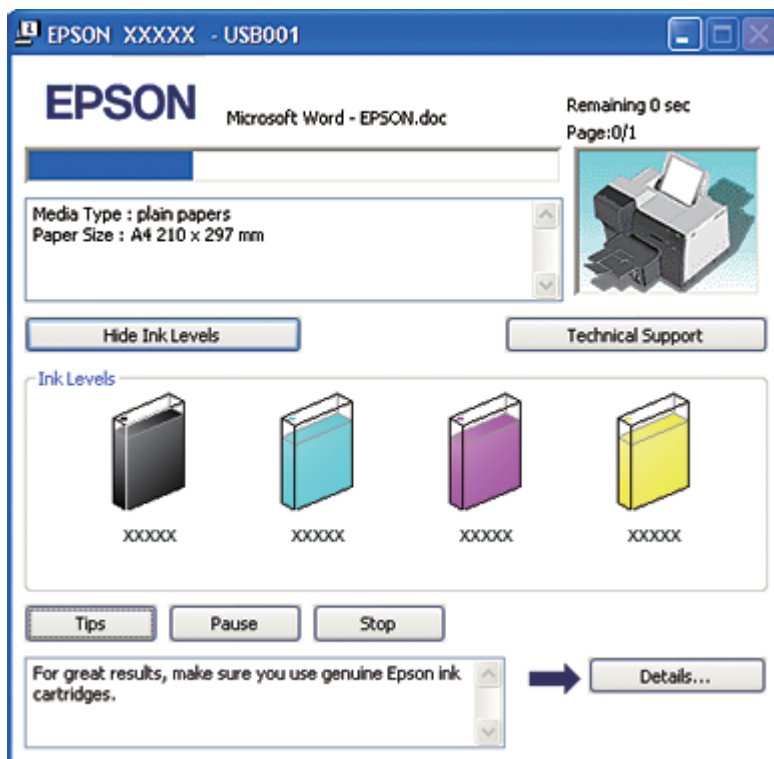 EPSON XXXXX - USB001
EPSON
Microsoft Word - EPSON.doc
Remaining 0 sec
Page:0/1
Media Type : plain papers
Paper Size : A4 210 x 297 mm
Hide Ink Levels
Technical Support
Ink Levels
XXXXX XXXXX XXXXX XXXXX
Tips Pause Stop
For great results, make sure you use genuine Epson ink
cartridges.
Details...